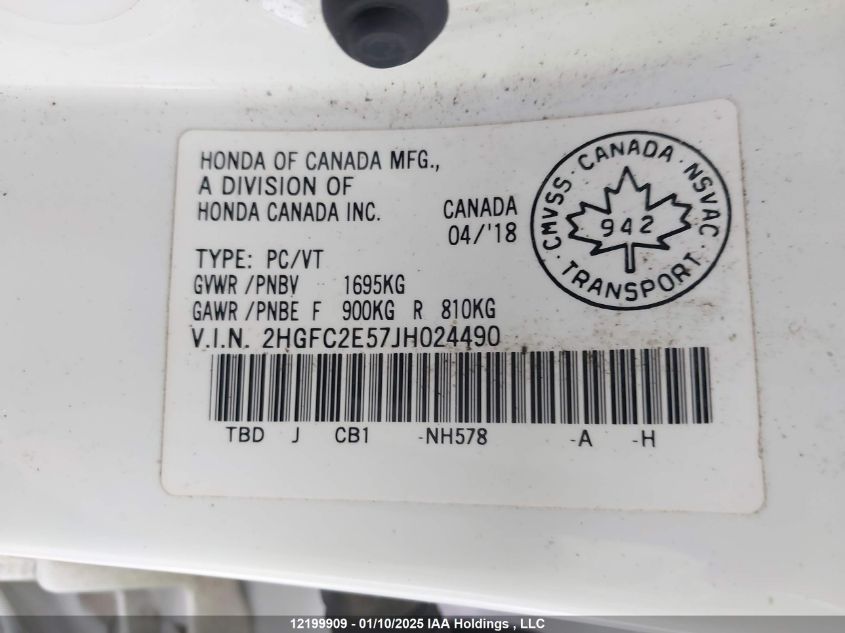 HONDA OF CANADA MFG.,
A DIVISION OF
HONDA CANADA INC.
CANADA
04/'18
TYPE: PC/VT
GVWR/PNBV 1695KG
GAWR/PNBE F 900KG R 810KG
V.I.N. 2HGFC2E57JH024490
TBD J CB1 -NH578 -A -H
CMVSS · CANADA · NSVAC
942
· TRANSPORT ·
12199909 - 01/10/2025 IAA Holdings , LLC